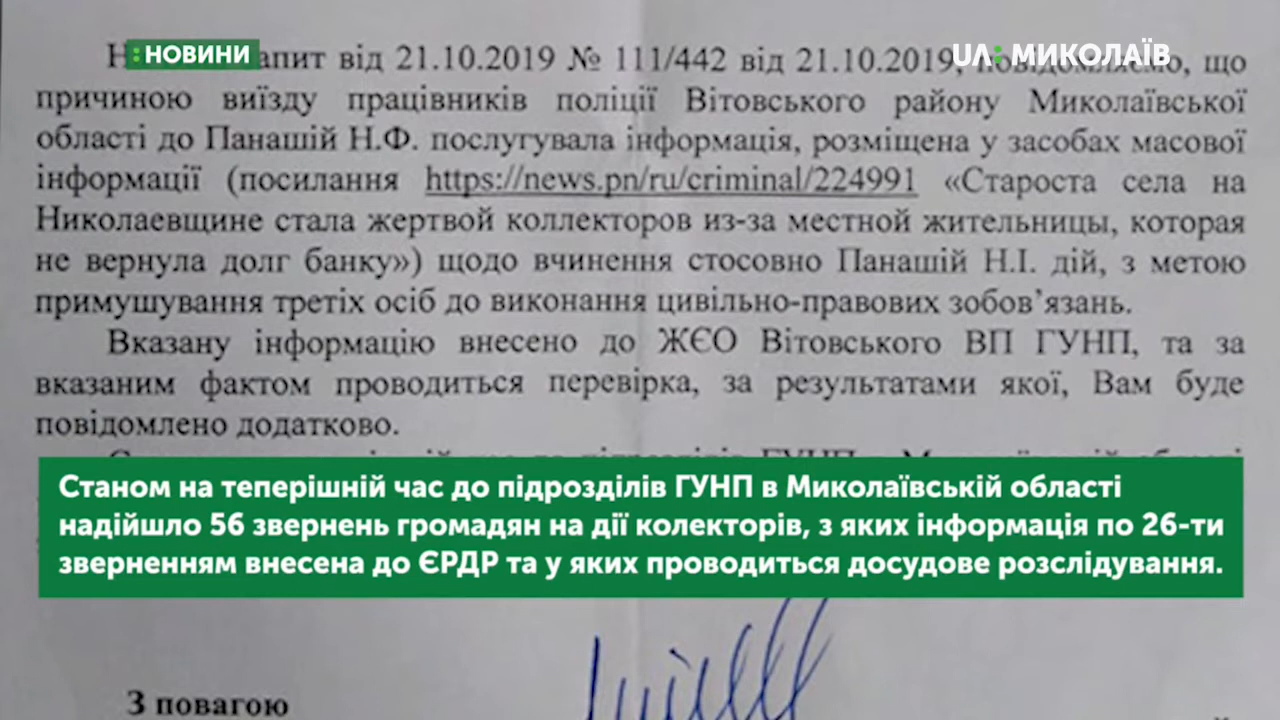 :НОВИНИ
UA: МИКОЛАЇВ
апит від 21.10.2019 № 111/442 від 21.10.2019, повідомляємо, що
причиною виїзду працівників поліції Вітовського району Миколаївської
області до Панашій Н.Ф. послугувала інформація, розміщена у засобах масової
інформації (посилання https://news.pn/ru/criminal/224991 «Староста села на
Николаевщине стала жертвой коллекторов из-за местной жительницы, которая
не вернула долг банку») щодо вчинення стосовно Панашій Н.І. дій, з метою
примушування третіх осіб до виконання цивільно-правових зобов’язань.
Вказану інформацію внесено до ЖЄО Вітовського ВП ГУНП, та за
вказаним фактом проводиться перевірка, за результатами якої, Вам буде
повідомлено додатково.
Станом на теперішній час до підрозділів ГУНП в Миколаївській області
надійшло 56 звернень громадян на дії колекторів, з яких інформація по 26-ти
зверненням внесена до ЄРДР та у яких проводиться досудове розслідування.
З повагою